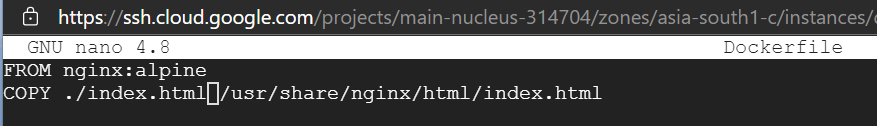 https://ssh.cloud.google.com/projects/main-nucleus-314704/zones/asia-south1-c/instances/
GNU nano 4.8 Dockerfile
FROM nginx:alpine
COPY ./index.html /usr/share/nginx/html/index.html